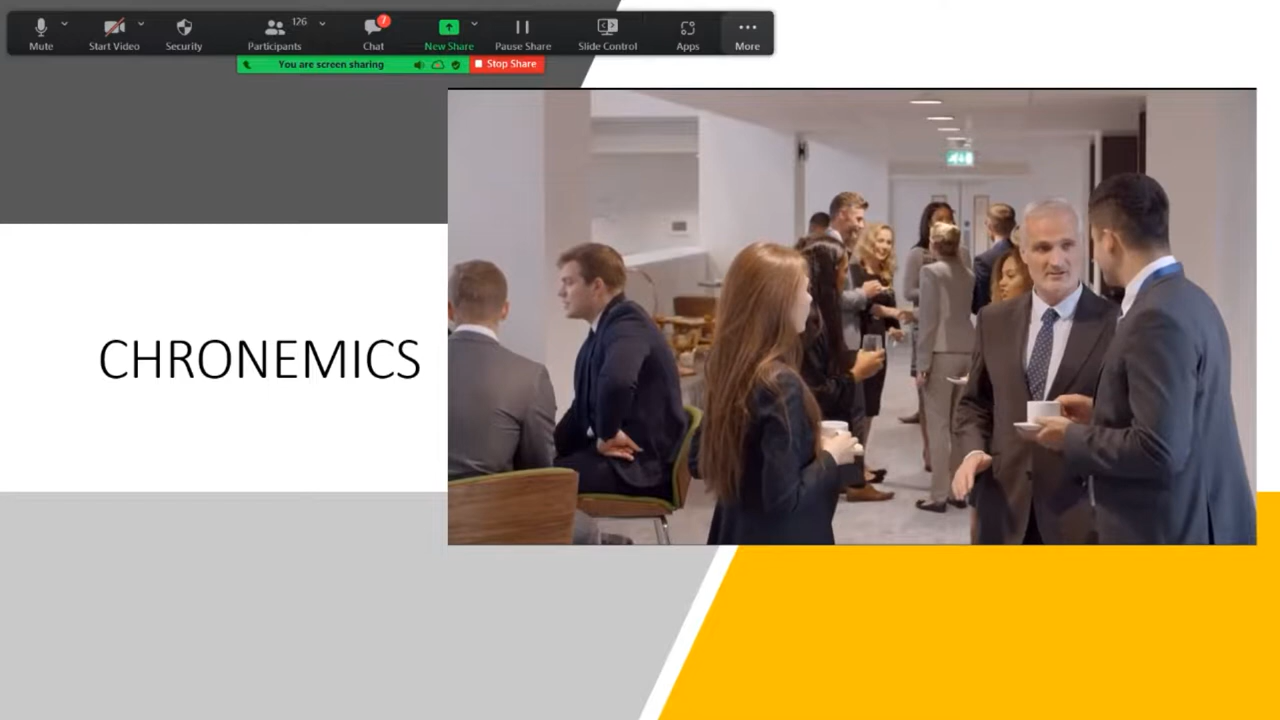 126
7
Mute
Start Video
Security
Participants
Chat
New Share
Pause Share
Slide Control
Apps
More
You are screen sharing
Stop Share
CHRONEMICS